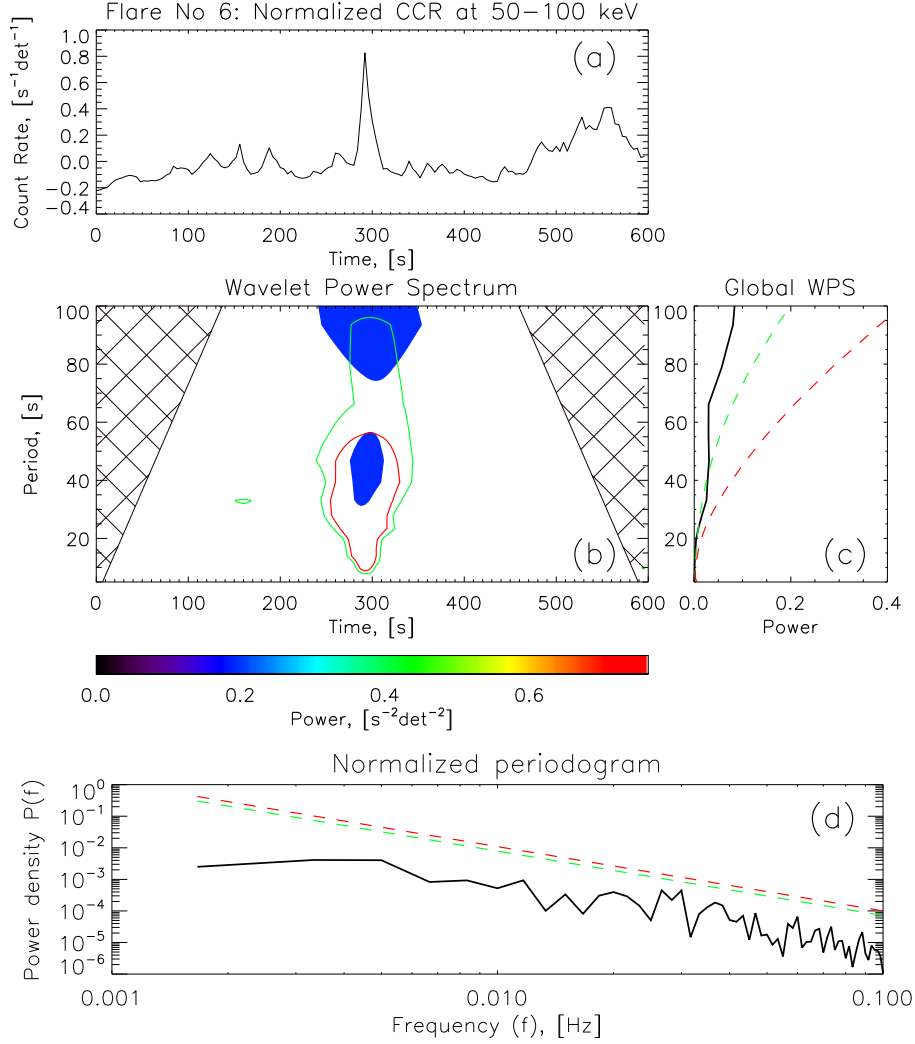 Flare No 6: Normalized CCR at 50−100 keV
Count Rate, [s⁻¹det⁻¹]
1.0
0.8
0.6
0.4
0.2
0.0
−0.2
−0.4
(a)
0 100 200 300 400 500 600
Time, [s]
Wavelet Power Spectrum
Period, [s]
100
80
60
40
20
(b)
0 100 200 300 400 500 600
Time, [s]
Global WPS
100
80
60
40
20
(c)
0.0 0.2 0.4
Power
0.0 0.2 0.4 0.6
Power, [s⁻²det⁻²]
Normalized periodogram
Power density P(f)
10⁰
10⁻¹
10⁻²
10⁻³
10⁻⁴
10⁻⁵
10⁻⁶
(d)
0.001 0.010 0.100
Frequency (f), [Hz]